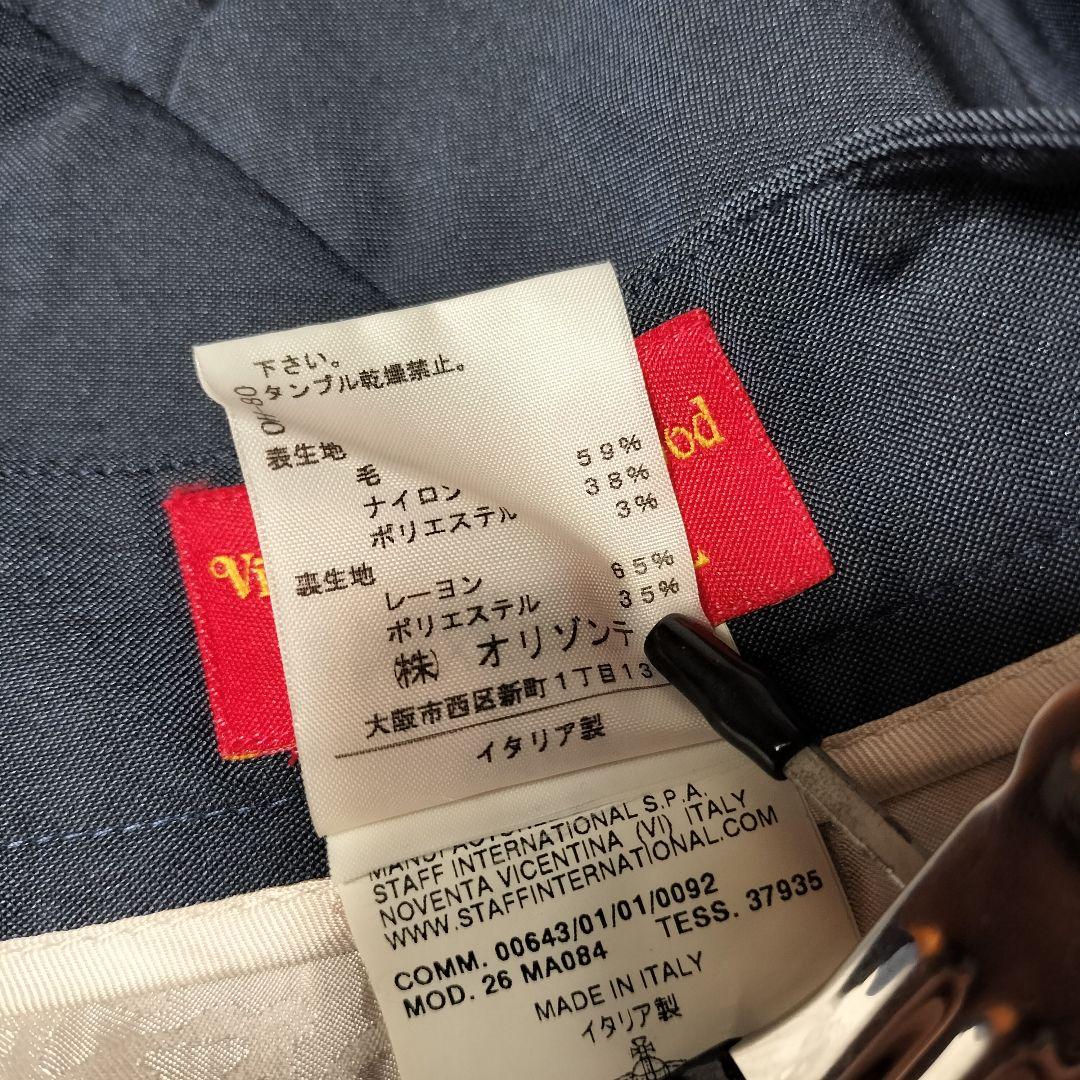 下さい。
タンブル乾燥禁止。
表生地
毛 59%
ナイロン 38%
ポリエステル 3%
裏生地
レーヨン 65%
ポリエステル 35%
㈱ オリゾンテ
大阪市西区新町1丁目13
イタリア製
Vi
od
MANUFACTURE
STAFF INTERNATIONAL S.P.A.
NOVENTA VICENTINA (VI) ITALY
WWW.STAFFINTERNATIONAL.COM
COMM. 00643/01/01/0092
MOD. 26 MA084 TESS. 37935
MADE IN ITALY
イタリア製